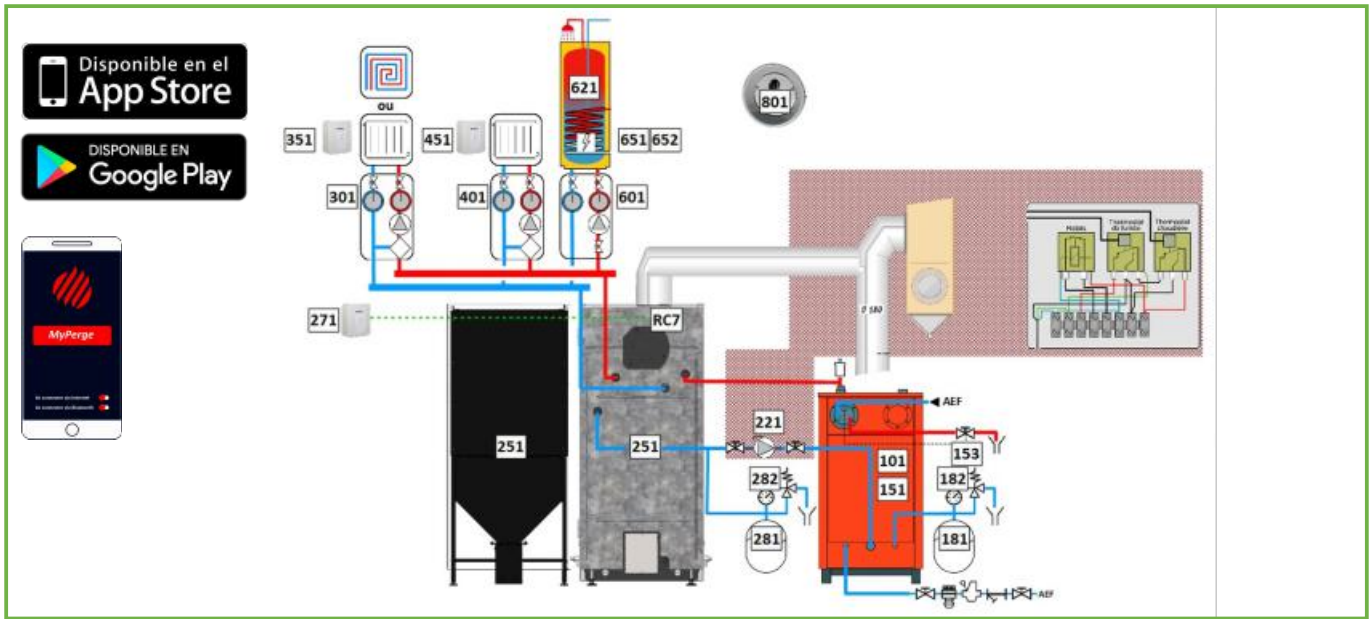 Disponible en el
App Store
DISPONIBLE EN
Google Play
MyPerge
ou
351
451
621
651 652
301
401
601
801
271
RC7
251
251
221
282
281
101
151
153
182
181
AEF
AEF
Thermostat